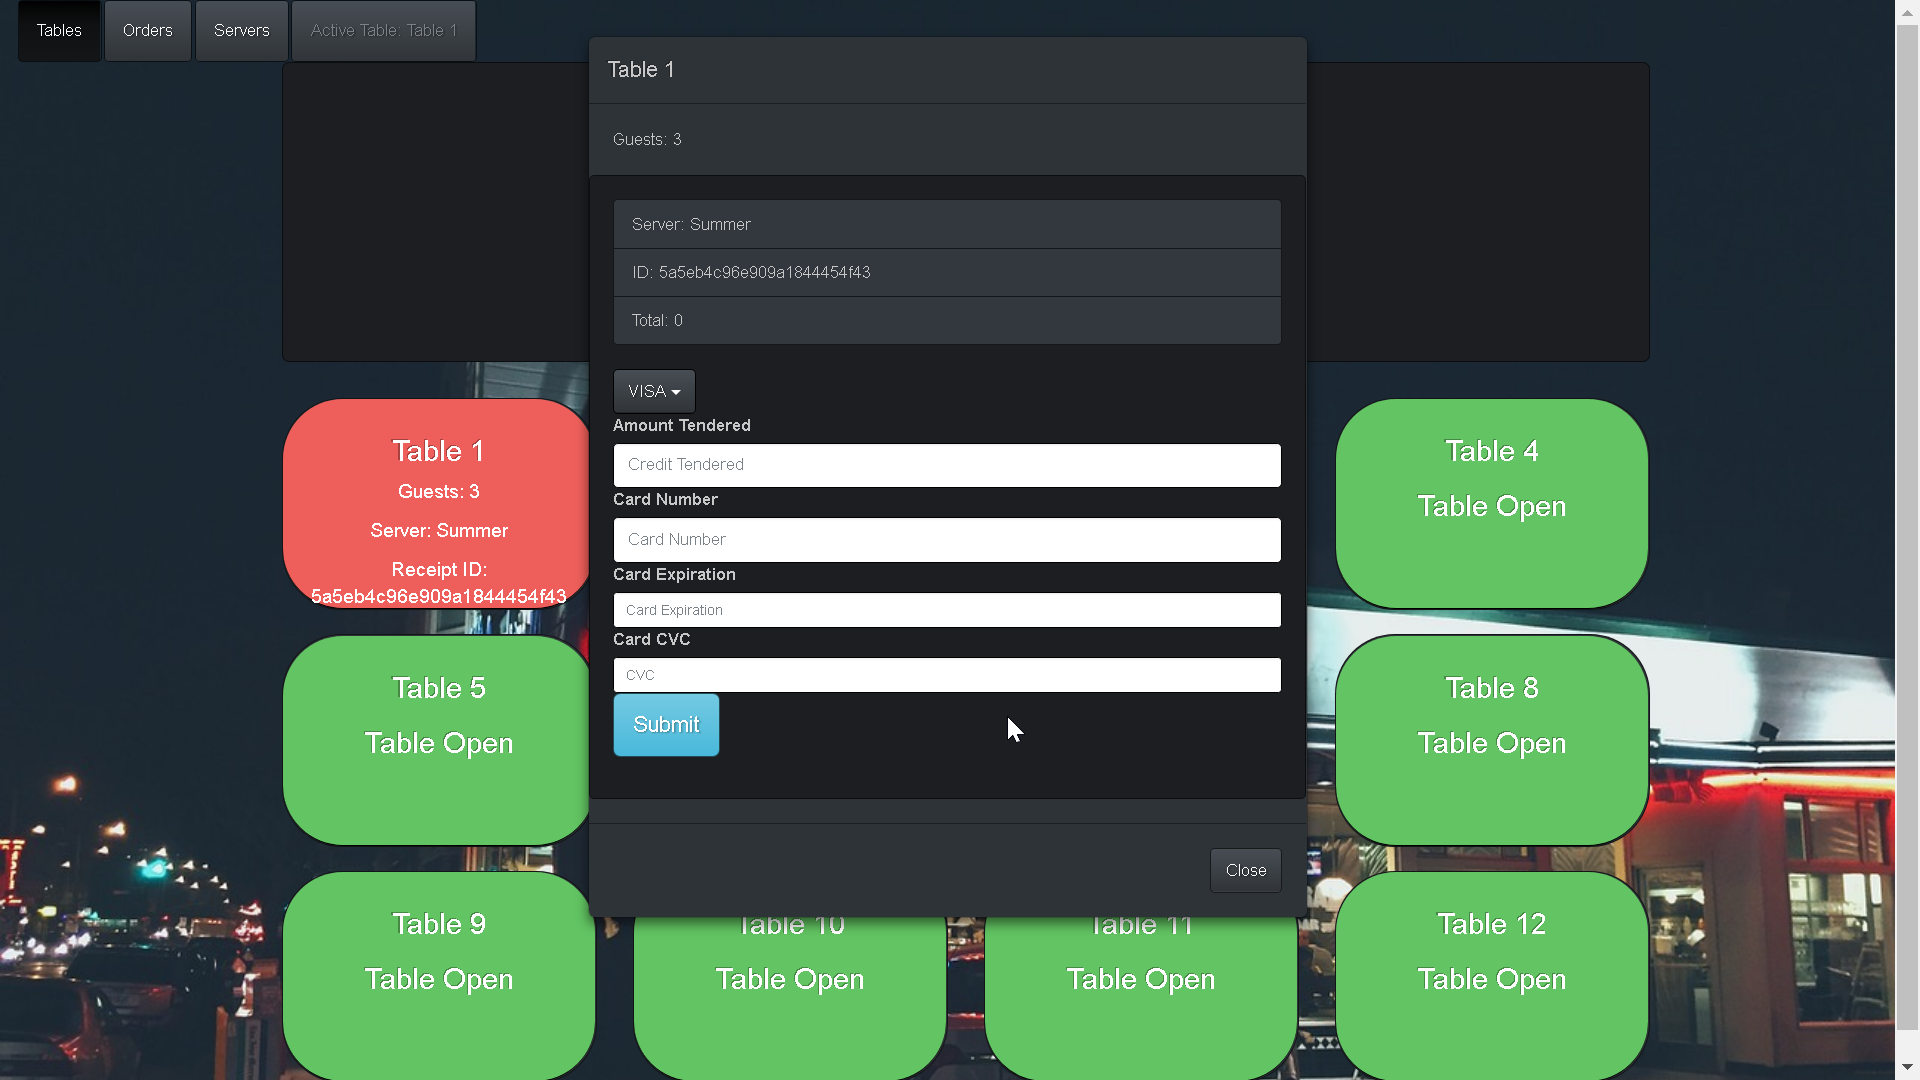 Tables
Orders
Servers
Active Table: Table 1
Table 1
Guests: 3
Server: Summer
ID: 5a5eb4c96e909a1844454f43
Total: 0
VISA
Amount Tendered
Credit Tendered
Card Number
Card Number
Card Expiration
Card Expiration
Card CVC
CVC
Submit
Close
Table 1
Guests: 3
Server: Summer
Receipt ID:
5a5eb4c96e909a1844454f43
Table 4
Table Open
Table 5
Table Open
Table 8
Table Open
Table 9
Table Open
Table 10
Table Open
Table 11
Table Open
Table 12
Table Open